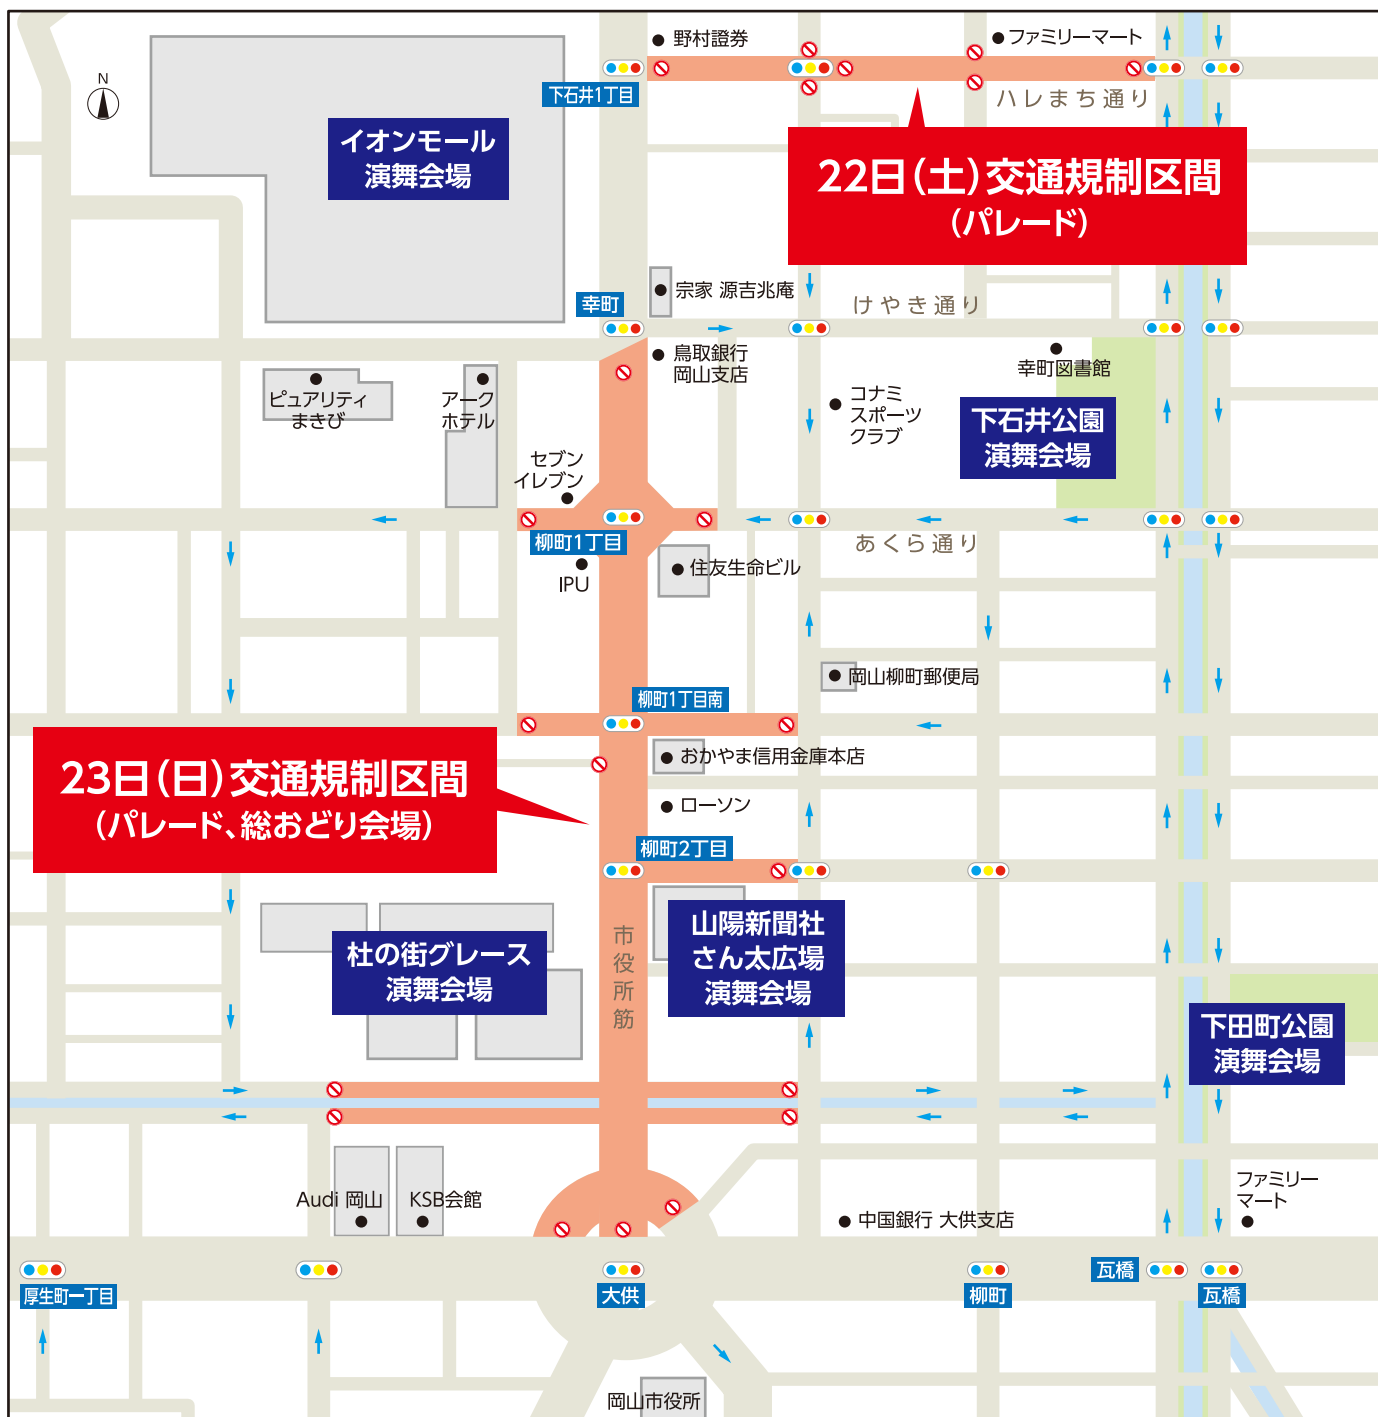 野村證券
ファミリーマート
N
下石井1丁目
ハレまち通り
イオンモール
演舞会場
22日（土）交通規制区間
（パレード）
宗家 源吉兆庵
幸町
けやき通り
鳥取銀行
岡山支店
幸町図書館
ピュアリティ
まきび
アーク
ホテル
コナミ
スポーツ
クラブ
下石井公園
演舞会場
セブン
イレブン
柳町1丁目
あくら通り
IPU
住友生命ビル
岡山柳町郵便局
柳町1丁目南
おかやま信用金庫本店
23日（日）交通規制区間
（パレード、総おどり会場）
ローソン
柳町2丁目
市役所筋
山陽新聞社
さん太広場
演舞会場
杜の街グレース
演舞会場
下田町公園
演舞会場
Audi 岡山
KSB会館
中国銀行 大供支店
ファミリー
マート
厚生町一丁目
大供
柳町
瓦橋
瓦橋
岡山市役所